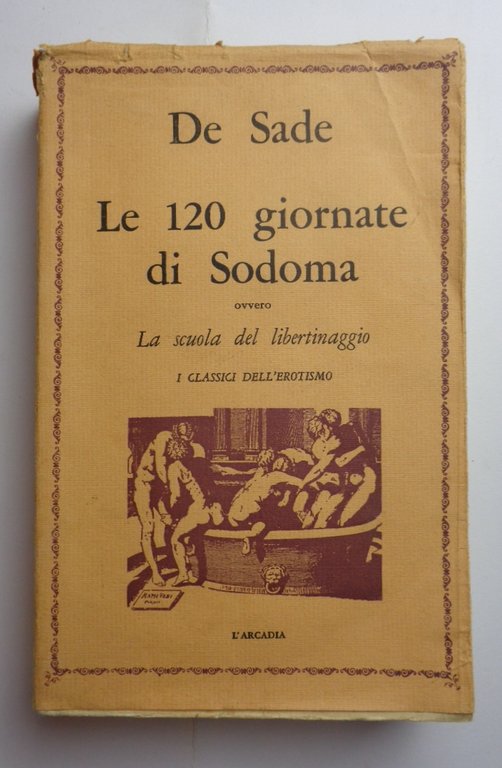 De Sade
Le 120 giornate
di Sodoma
ovvero
La scuola del libertinaggio
I CLASSICI DELL'EROTISMO
L'ARCADIA